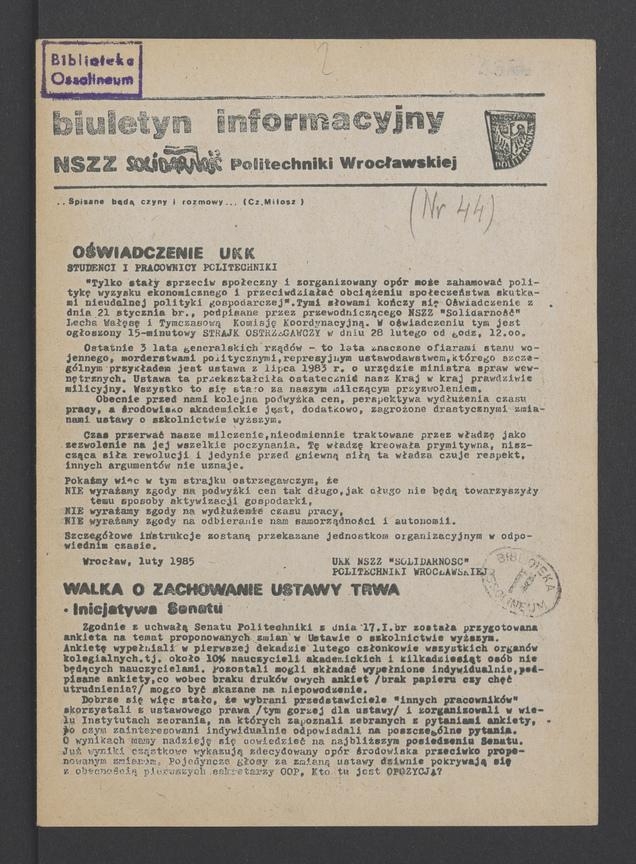 Biblioteka
Ossolineum
2
biuletyn informacyjny
NSZZ SOLIDARNOŚĆ Politechniki Wrocławskiej
..Spisane będą czyny i rozmowy...(Cz.Miłosz)
(Nr 44)
OŚWIADCZENIE UKK
STUDENCI I PRACOWNICY POLITECHNIKI
"Tylko stały sprzeciw społeczny i zorganizowany opór może zahamować poli-
tykę wyzysku ekonomicznego i przeciwdziałać obciążeniu społeczeństwa skutka-
mi nieudalnej polityki gospodarczej".Tymi słowami kończy się Oświadczenie z
dnia 21 stycznia br., podpisane przez przewodniczącego NSZZ "Solidarność"
Lecha Wałęsę i Tymczasową Komisję Koordynacyjną. W oświadczeniu tym jest
ogłoszony 15-minutowy STRAJK OSTRZEGAWCZY w dniu 28 lutego od godz, 12.oo,
Ostatnie 3 lata generalskich rządów - to lata znaczone ofiarami stanu wo-
jennego, morderstwami politycznymi,represyjnym ustawodawstwem,którego szcze-
gólnym przykładem jest ustawa z lipca 1983 r. o urzędzie ministra spraw wew-
nętrznych. Ustawa ta przekształciła ostatecznie nasz kraj w kraj prawdziwie
milicyjny. Wszystko to się stało za naszym milczącym przyzwoleniem.
Obecnie przed nami kolejna podwyżka cen, perspektywa wydłużenia czasu
pracy, a środowisko akademickie jest, dodatkowo, zagrożone drastycznymi zmia-
nami ustawy o szkolnictwie wyższym.
Czas przerwać nasze milczenie,nieodmiennie traktowane przez władzę jako
zezwolenie na jej wszelkie poczynania. Tę władzę kreowała prymitywna, nisz-
cząca siła rewolucji i jedynie przed gniewną siłą ta władza czuje respekt,
innych argumentów nie uznaje.
Pokażmy więc w tym strajku ostrzegawczym, że
NIE wyrażamy zgody na podwyżki cen tak długo,jak długo nie będą towarzyszyły
temu sposoby aktywizacji gospodarki,
NIE wyrażamy zgody na wydłużenie czasu pracy,
NIE wyrażamy zgody na odbieranie nam samorządności i autonomii.
Szczegółowe instrukcje zostaną przekazane jednostkom organizacyjnym w odpo-
wiednim czasie.
Wrocław, luty 1985
UKK NSZZ "SOLIDARNOŚĆ"
POLITECHNIKI WROCŁAWSKIEJ
BIBLIOTEKA
OSSOLINEUM
WALKA O ZACHOWANIE USTAWY TRWA
• Inicjatywa Senatu
Zgodnie z uchwałą Senatu Politechniki z dnia 17.I.br została przygotowana
ankieta na temat proponowanych zmian w Ustawie o szkolnictwie wyższym.
Ankietę wypełniali w pierwszej dekadzie lutego członkowie wszystkich organów
kolegialnych.tj. około 10% nauczycieli akademickich i kilkadziesiąt osób nie
będących nauczycielami. Pozostali mogli składać wypełnione indywidualnie,pod-
pisane ankiety,co wobec braku druków owych ankiet /brak papieru czy chęć
utrudnienia?/ mogło być skazane na niepowodzenie.
Dobrze się więc stało, że wybrani przedstawiciele "innych pracowników"
skorzystali z ustawowego prawa /tym gorzej dla ustawy/ i zorganizowali w wie-
lu Instytutach zebrania, na których zapoznali zebranych z pytaniami ankiety,
po czym zainteresowani indywidualnie odpowiadali na poszczególne pytania.
O wynikach mamy nadzieję się dowiedzieć na najbliższym posiedzeniu Senatu.
Już wyniki cząstkowe wykazują zdecydowany opór środowiska przeciwko propo-
nowanym zmianom. Pojedyncze głosy za zmianą ustawy dziwnie pokrywają się
z obecnością pierwszych sekretarzy OOP. Kto tu jest OPOZYCJĄ?